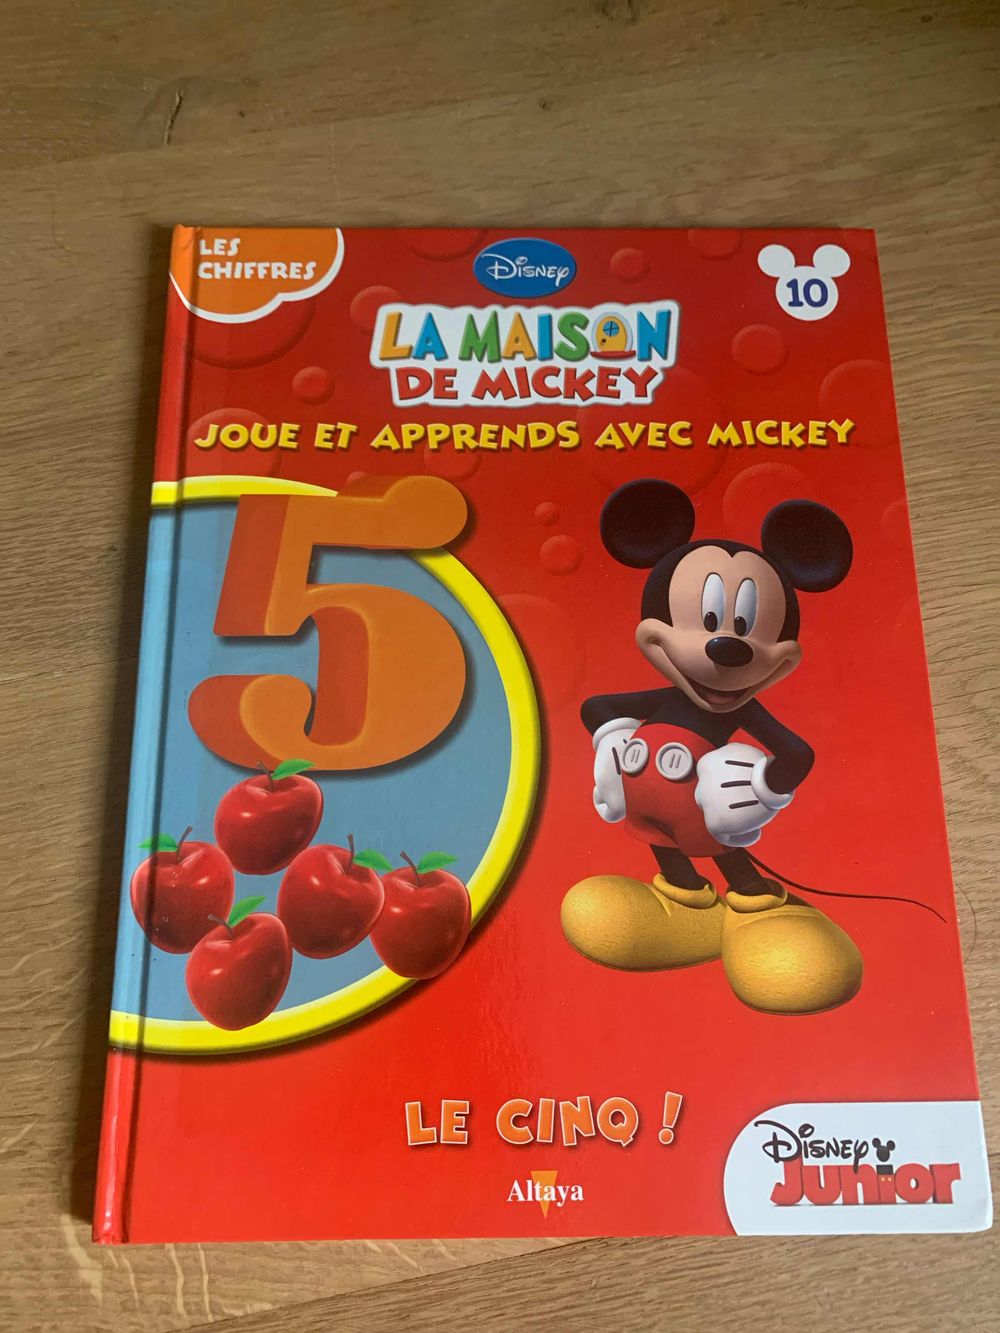 LES
CHIFFRES
Disney
10
LA MAISON
DE MICKEY
JOUE ET APPRENDS AVEC MICKEY
5
LE CINQ !
Altaya
Disney
Junior